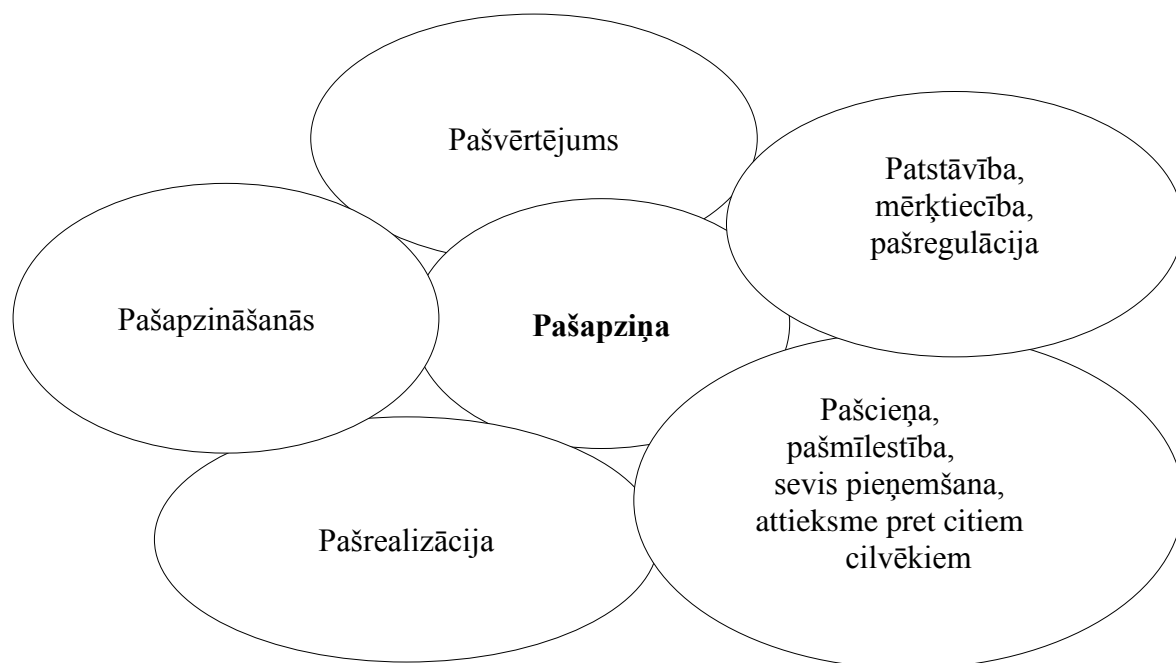 Pašvērtējums
Patstāvība,
mērķtiecība,
pašregulācija
Pašapzināšanās
Pašapziņa
Pašcieņa,
pašmīlestība,
sevis pieņemšana,
attieksme pret citiem
cilvēkiem
Pašrealizācija